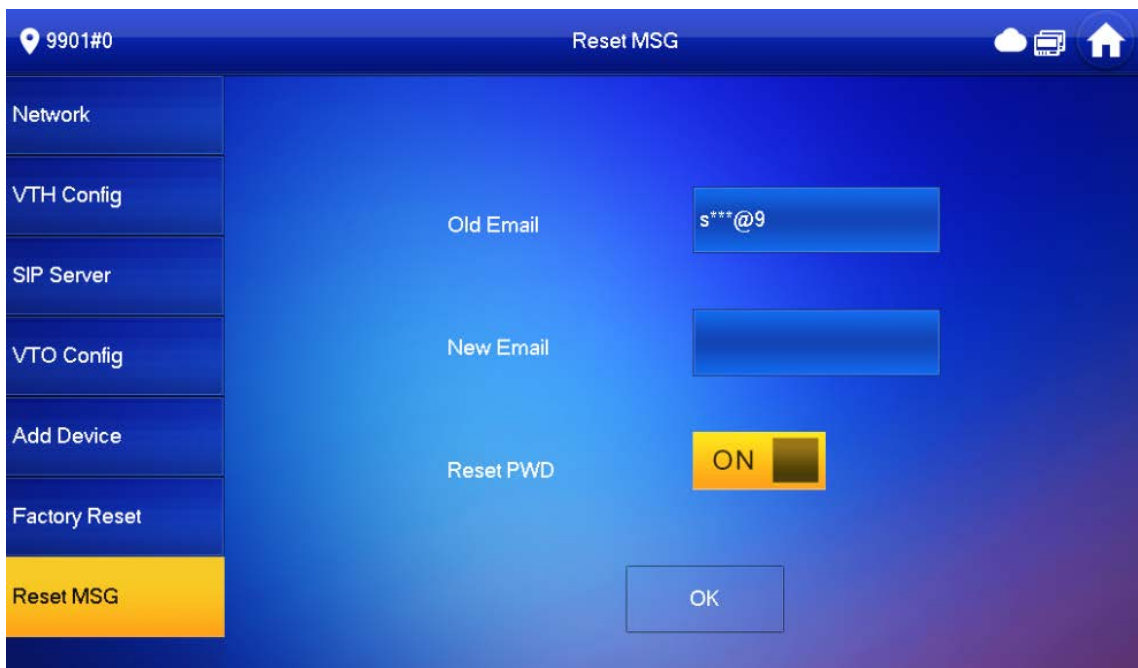 9901#0
Reset MSG
Network
VTH Config
SIP Server
VTO Config
Add Device
Factory Reset
Reset MSG
Old Email
s***@9
New Email
Reset PWD
ON
OK